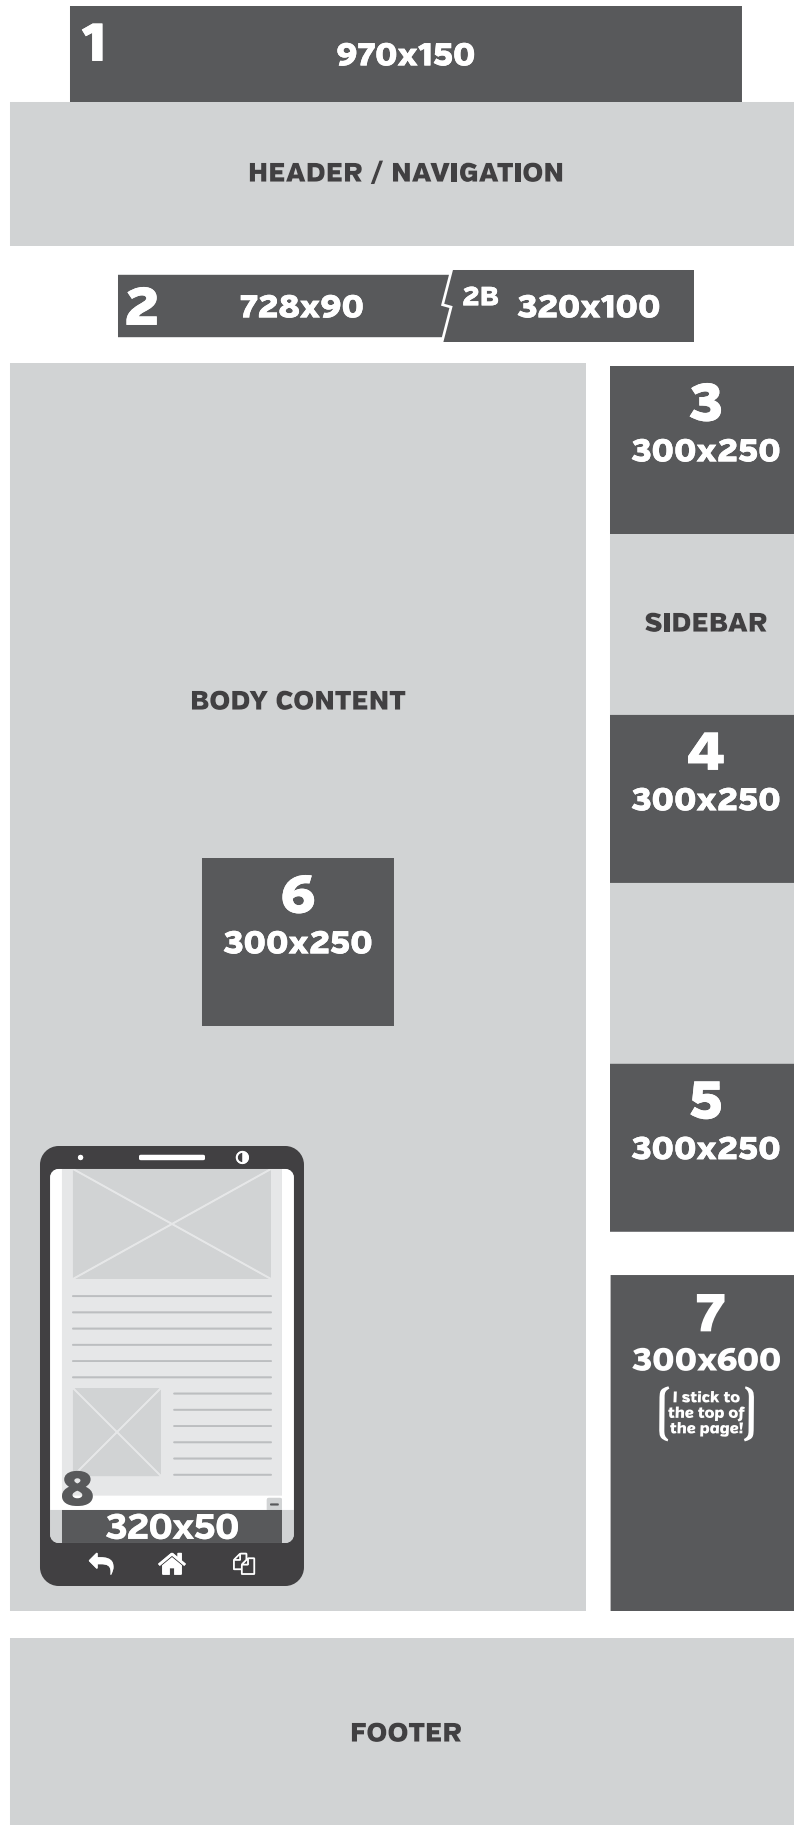 1
970x150
HEADER / NAVIGATION
2
728x90
2B
320x100
3
300x250
SIDEBAR
BODY CONTENT
4
300x250
6
300x250
5
300x250
7
300x600
I stick to
the top of
the page!
8
320x50
FOOTER